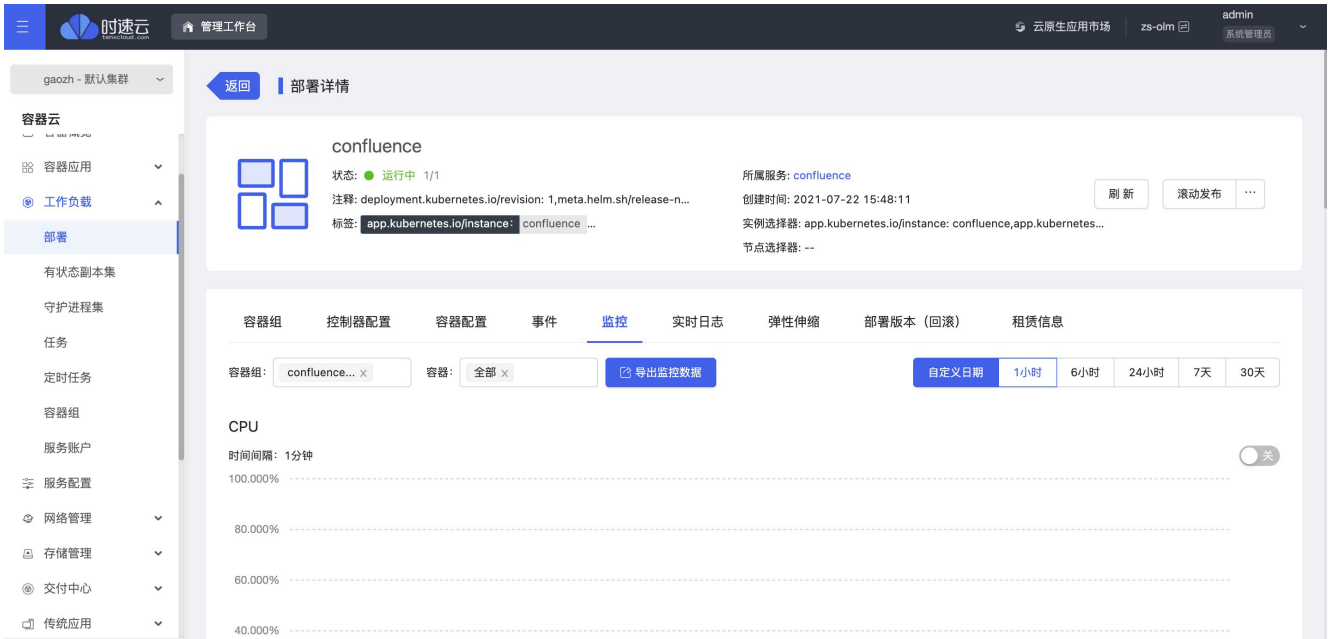 时速云
tenxcloud.com
管理工作台
云原生应用市场
zs-olm
admin
系统管理员
gaozh - 默认集群
容器云
容器应用
工作负载
部署
有状态副本集
守护进程集
任务
定时任务
容器组
服务账户
服务配置
网络管理
存储管理
交付中心
传统应用
返回
部署详情
confluence
状态: 运行中 1/1
注释: deployment.kubernetes.io/revision: 1,meta.helm.sh/release-n...
标签: app.kubernetes.io/instance: confluence ...
所属服务: confluence
创建时间: 2021-07-22 15:48:11
实例选择器: app.kubernetes.io/instance: confluence,app.kubernetes...
节点选择器: --
刷 新
滚动发布 ...
容器组 控制器配置 容器配置 事件 监控 实时日志 弹性伸缩 部署版本（回滚） 租赁信息
容器组: confluence... x 容器: 全部 x 导出监控数据 自定义日期 1小时 6小时 24小时 7天 30天
CPU
时间间隔: 1分钟
关
100.000%
80.000%
60.000%
40.000%